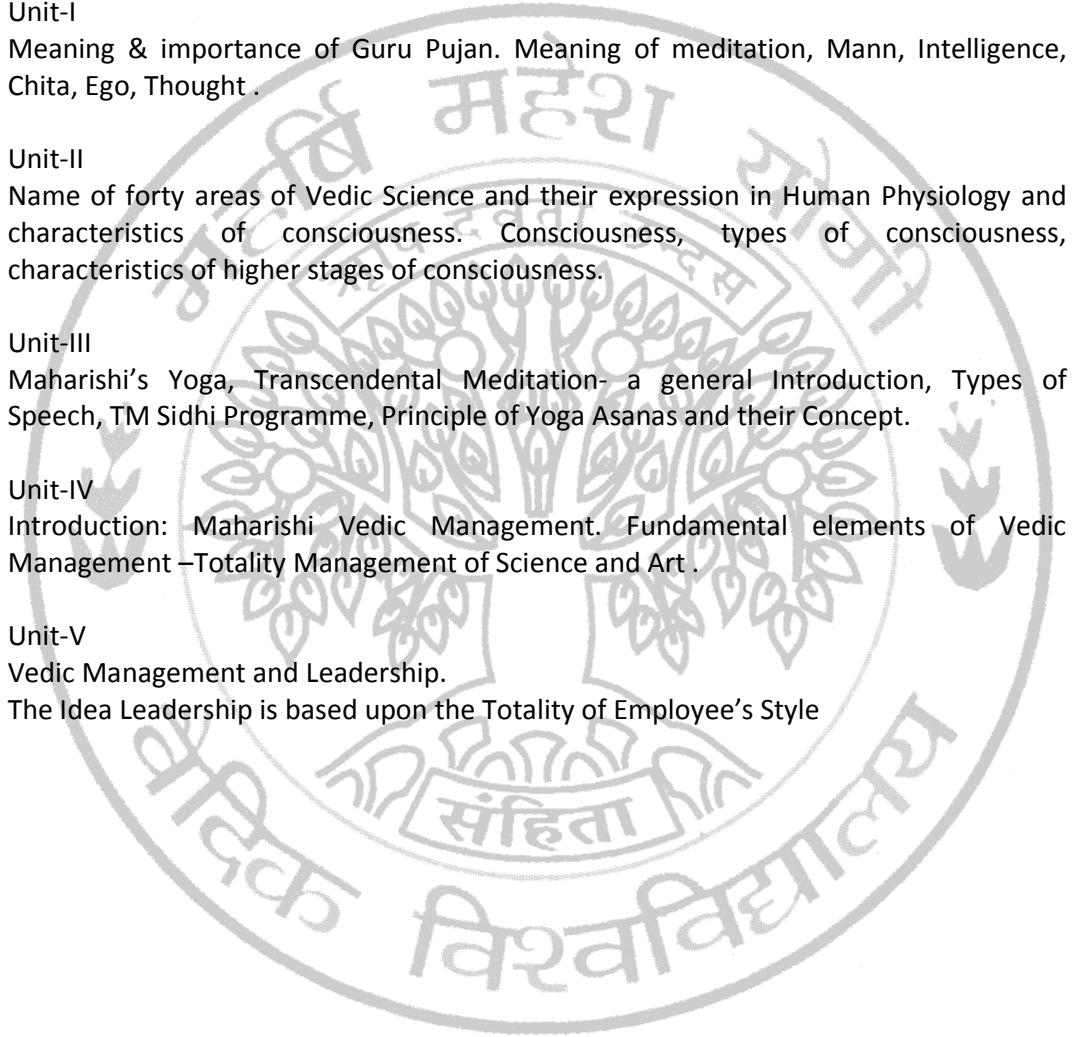 Unit-I
Meaning & importance of Guru Pujan. Meaning of meditation, Mann, Intelligence,
Chita, Ego, Thought .
Unit-II
Name of forty areas of Vedic Science and their expression in Human Physiology and
characteristics of consciousness. Consciousness, types of consciousness,
characteristics of higher stages of consciousness.
Unit-III
Maharishi’s Yoga, Transcendental Meditation- a general Introduction, Types of
Speech, TM Sidhi Programme, Principle of Yoga Asanas and their Concept.
Unit-IV
Introduction: Maharishi Vedic Management. Fundamental elements of Vedic
Management –Totality Management of Science and Art .
Unit-V
Vedic Management and Leadership.
The Idea Leadership is based upon the Totality of Employee’s Style
महर्षि महेश योगी
संहिता
वैदिक विश्वविद्यालय